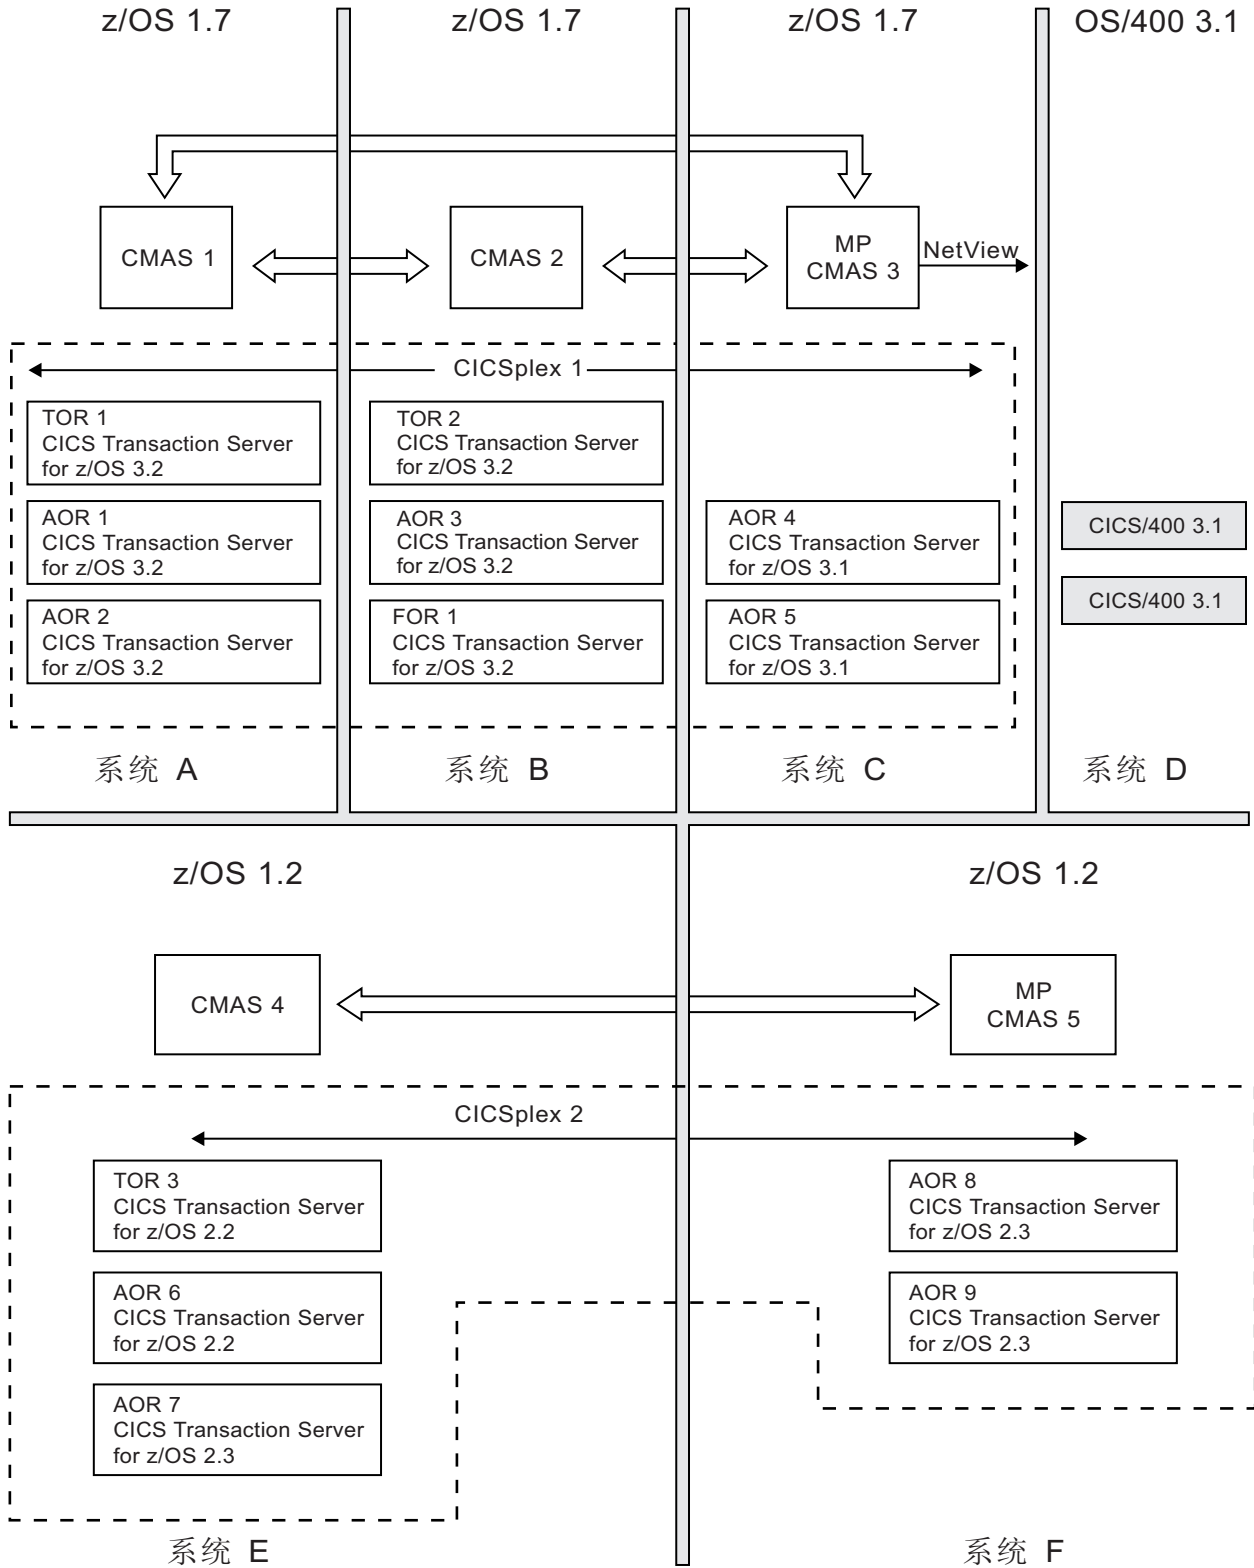 z/OS 1.7
z/OS 1.7
z/OS 1.7
OS/400 3.1
CMAS 1
CMAS 2
MP
CMAS 3
NetView
CICSplex 1
TOR 1
CICS Transaction Server
for z/OS 3.2
TOR 2
CICS Transaction Server
for z/OS 3.2
AOR 1
CICS Transaction Server
for z/OS 3.2
AOR 3
CICS Transaction Server
for z/OS 3.2
AOR 4
CICS Transaction Server
for z/OS 3.1
CICS/400 3.1
AOR 2
CICS Transaction Server
for z/OS 3.2
FOR 1
CICS Transaction Server
for z/OS 3.2
AOR 5
CICS Transaction Server
for z/OS 3.1
CICS/400 3.1
系统 A
系统 B
系统 C
系统 D
z/OS 1.2
z/OS 1.2
CMAS 4
MP
CMAS 5
CICSplex 2
TOR 3
CICS Transaction Server
for z/OS 2.2
AOR 8
CICS Transaction Server
for z/OS 2.3
AOR 6
CICS Transaction Server
for z/OS 2.2
AOR 9
CICS Transaction Server
for z/OS 2.3
AOR 7
CICS Transaction Server
for z/OS 2.3
系统 E
系统 F